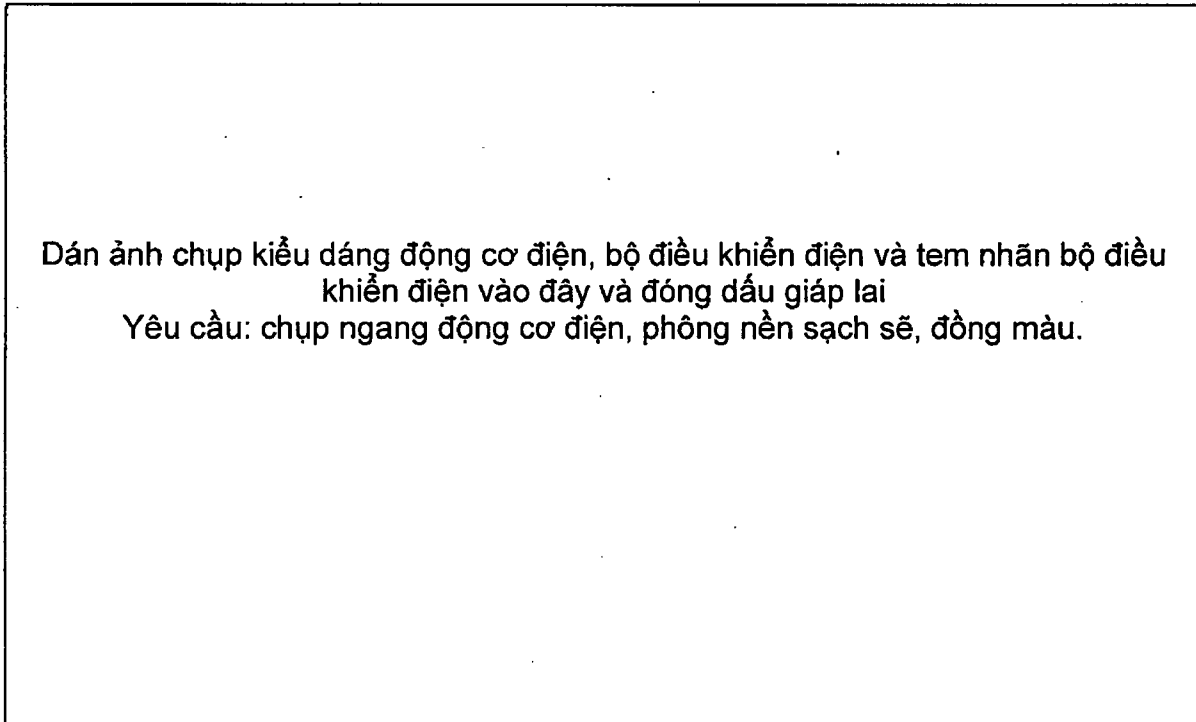 Dán ảnh chụp kiểu dáng động cơ điện, bộ điều khiển điện và tem nhãn bộ điều
khiển điện vào đây và đóng dấu giáp lai
Yêu cầu: chụp ngang động cơ điện, phông nền sạch sẽ, đồng màu.